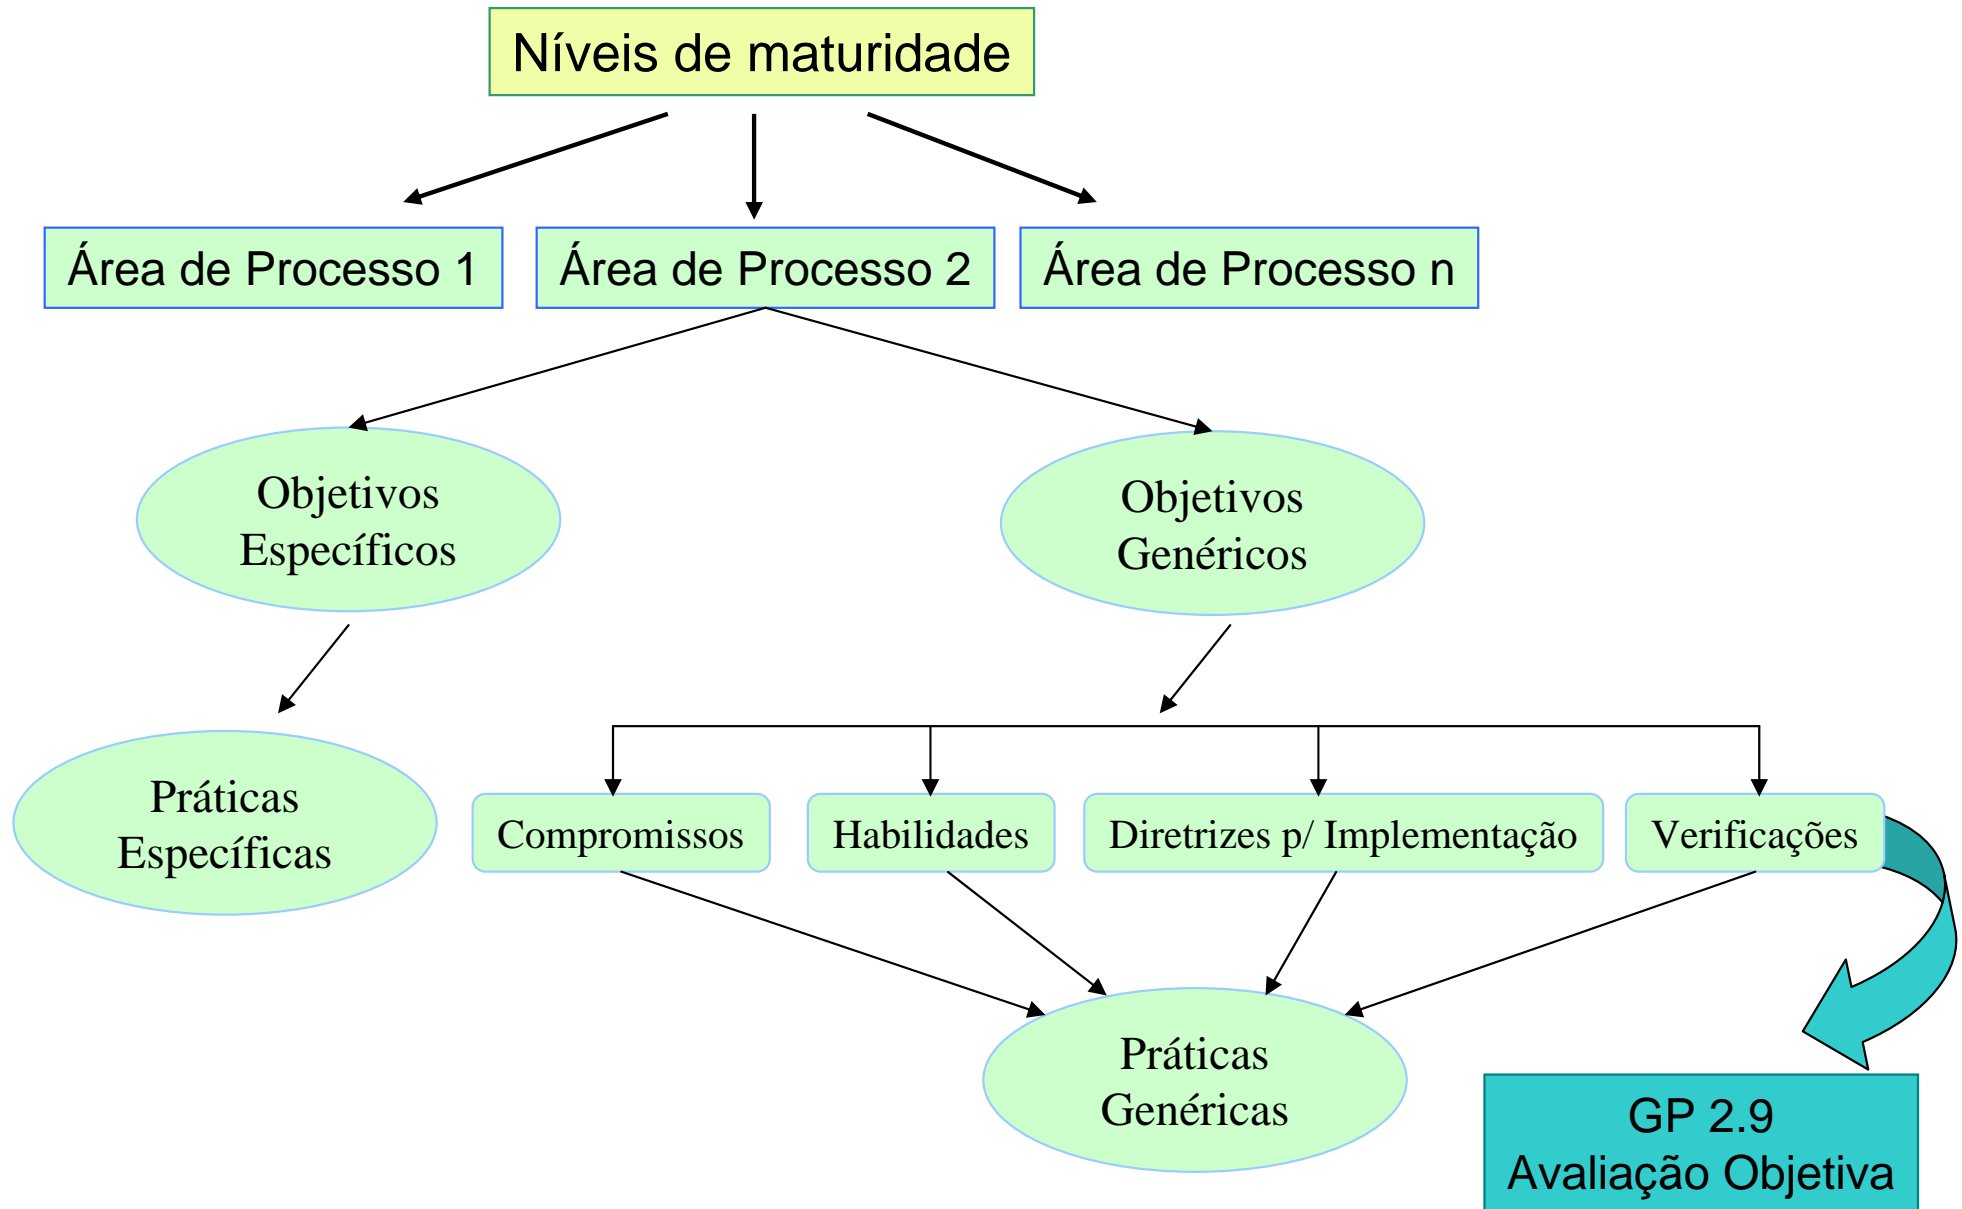 Níveis de maturidade
Área de Processo 1
Área de Processo 2
Área de Processo n
Objetivos
Específicos
Objetivos
Genéricos
Práticas
Específicas
Compromissos
Habilidades
Diretrizes p/ Implementação
Verificações
Práticas
Genéricas
GP 2.9
Avaliação Objetiva